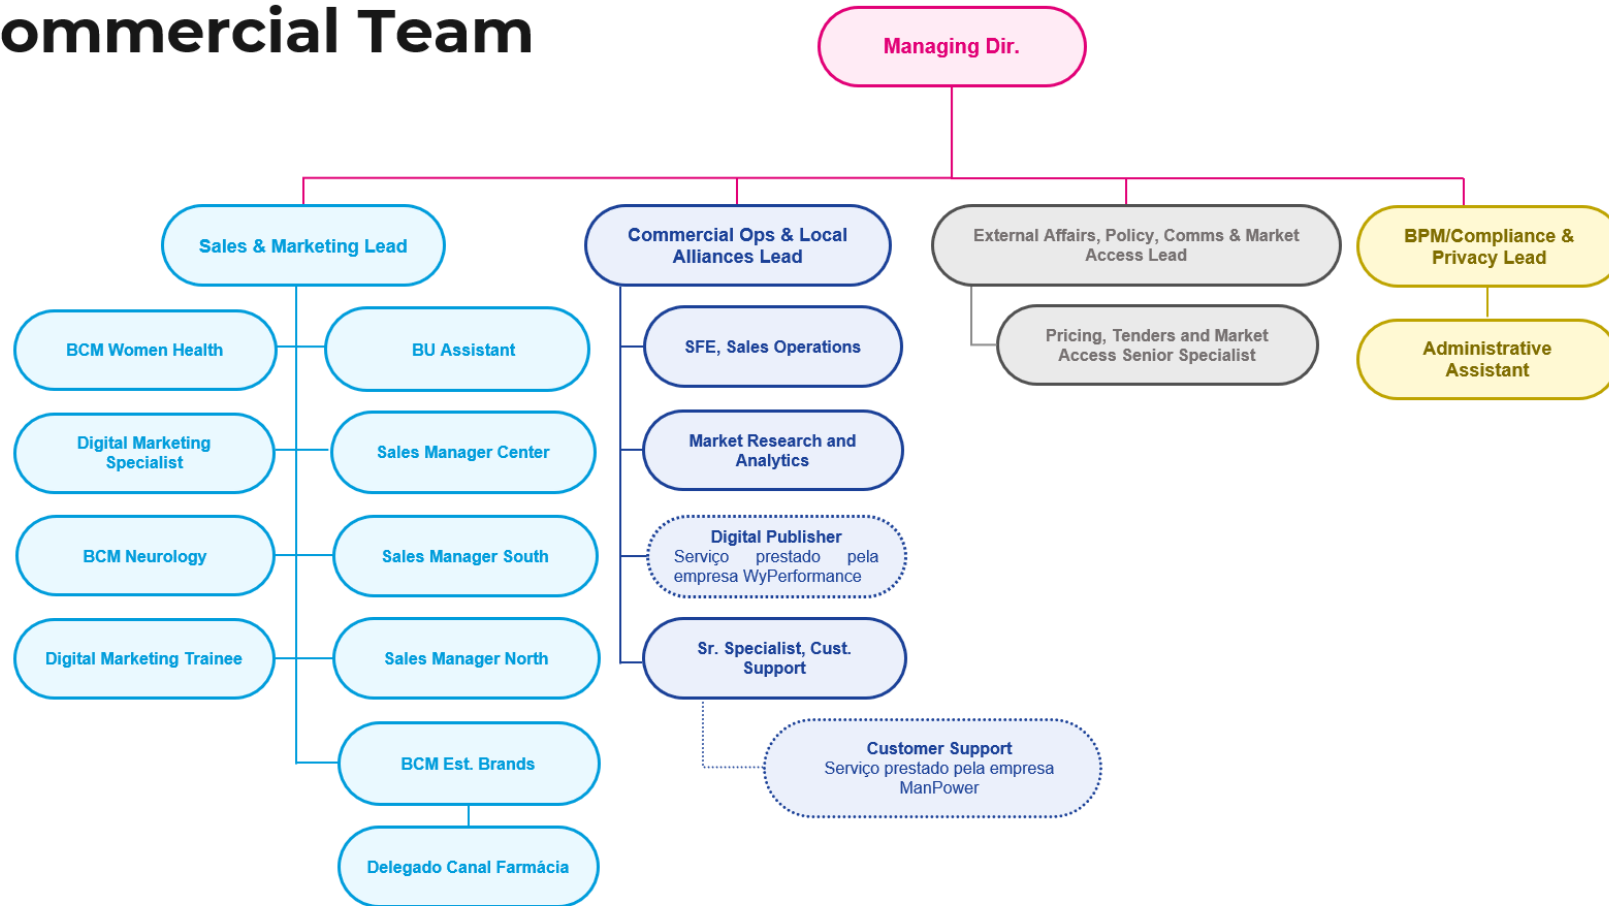 ommercial Team
Managing Dir.
Sales & Marketing Lead
Commercial Ops & Local
Alliances Lead
External Affairs, Policy, Comms & Market
Access Lead
BPM/Compliance &
Privacy Lead
BCM Women Health
BU Assistant
SFE, Sales Operations
Pricing, Tenders and Market
Access Senior Specialist
Administrative
Assistant
Digital Marketing
Specialist
Sales Manager Center
Market Research and
Analytics
BCM Neurology
Sales Manager South
Digital Publisher
Serviço prestado pela
empresa WyPerformance
Digital Marketing Trainee
Sales Manager North
Sr. Specialist, Cust.
Support
BCM Est. Brands
Customer Support
Serviço prestado pela empresa
ManPower
Delegado Canal Farmácia